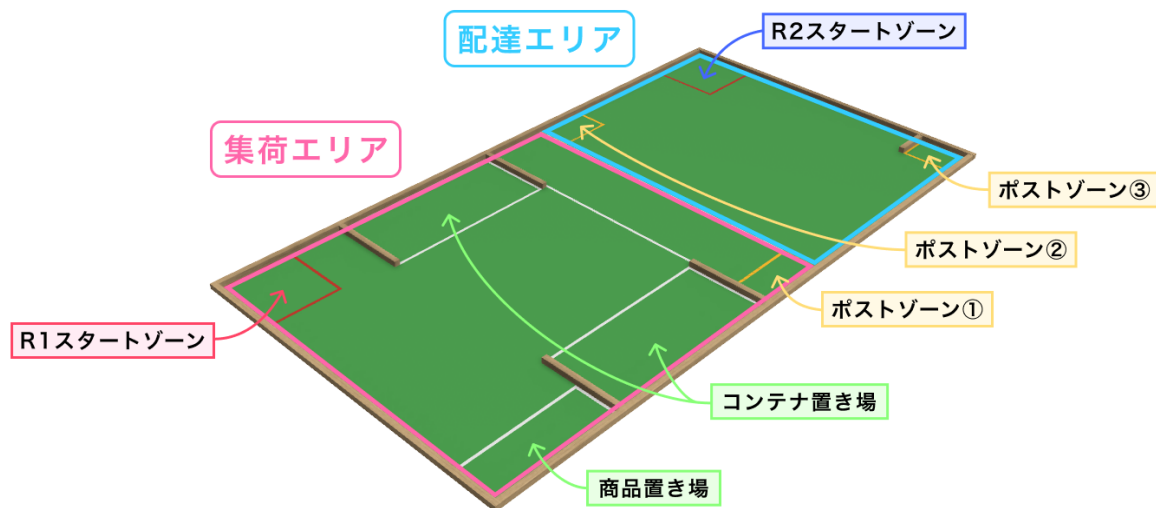 配達エリア
R2スタートゾーン
集荷エリア
ポストゾーン③
ポストゾーン②
ポストゾーン①
R1スタートゾーン
コンテナ置き場
商品置き場